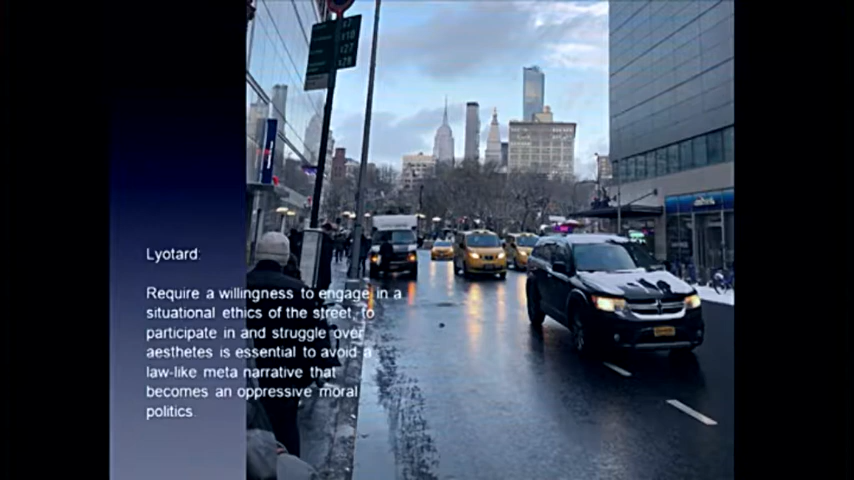 Lyotard:
Require a willingness to engage in a
situational ethics of the street, to
participate in and struggle over
aesthetes is essential to avoid a
law-like meta narrative that
becomes an oppressive moral
politics.